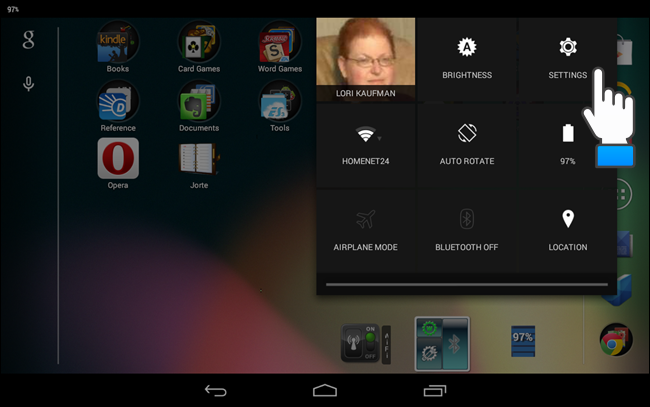 97%
g
LORI KAUFMAN
BRIGHTNESS
SETTINGS
HOMENET24
AUTO ROTATE
97%
AIRPLANE MODE
BLUETOOTH OFF
LOCATION
kindle
Books
Card Games
Word Games
Reference
Documents
Tools
Opera
Jorte
ON
OFF
AiFi
97%